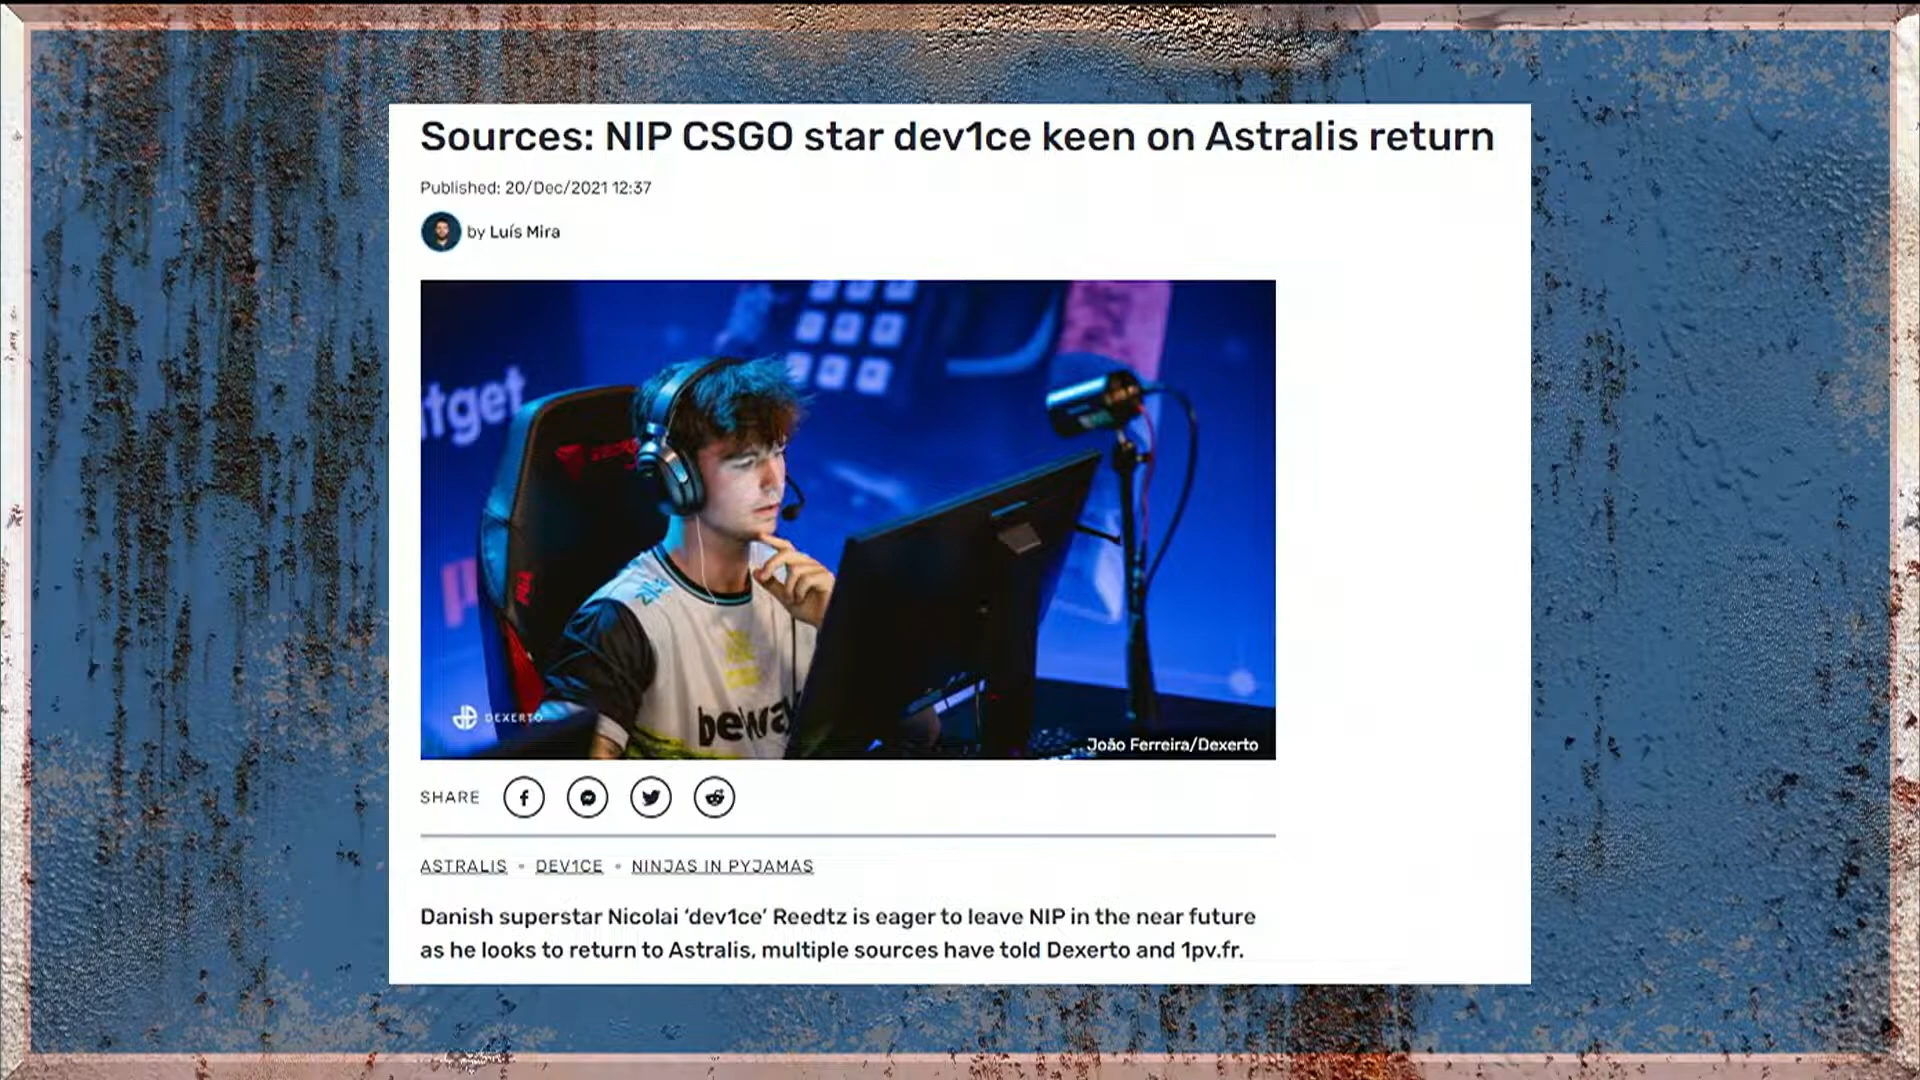 Sources: NIP CSGO star dev1ce keen on Astralis return
Published: 20/Dec/2021 12:37
by Luís Mira
tget
DEXERTO
João Ferreira/Dexerto
SHARE
ASTRALIS • DEV1CE • NINJAS IN PYJAMAS
Danish superstar Nicolai ‘dev1ce’ Reedtz is eager to leave NIP in the near future
as he looks to return to Astralis, multiple sources have told Dexerto and 1pv.fr.